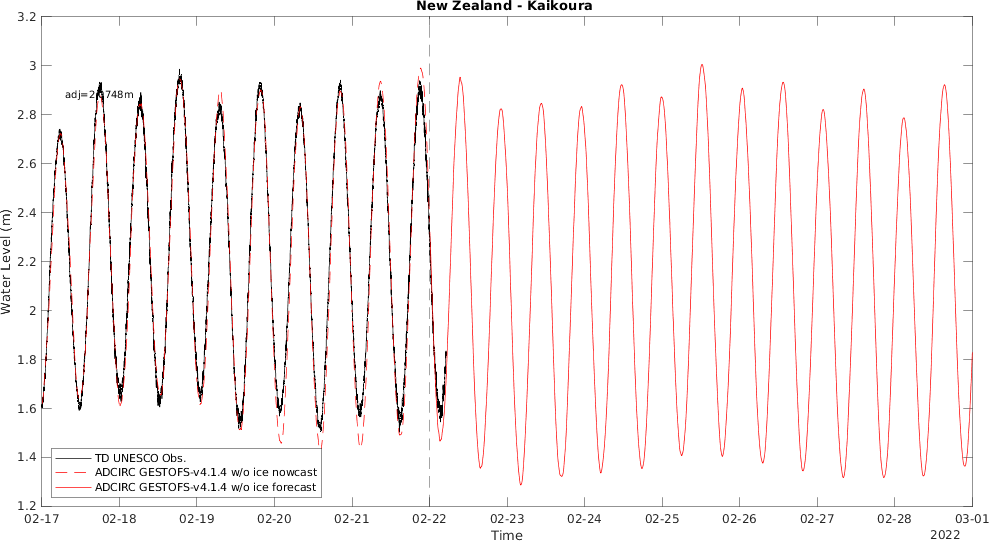 New Zealand - Kaikoura
3.2
3
2.8
2.6
2.4
2.2
2
1.8
1.6
1.4
1.2
Water Level (m)
TD UNESCO Obs.
ADCIRC GESTOFS-v4.1.4 w/o ice nowcast
ADCIRC GESTOFS-v4.1.4 w/o ice forecast
02-17 02-18 02-19 02-20 02-21 02-22 02-23 02-24 02-25 02-26 02-27 02-28 03-01
Time
2022